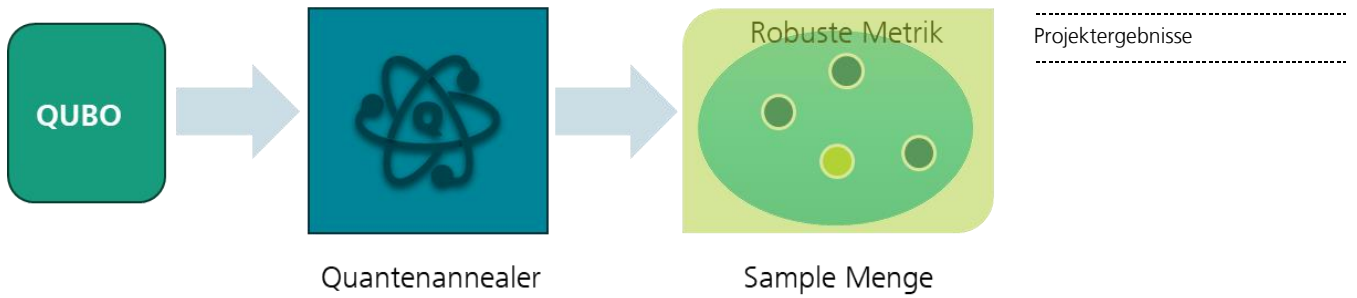 Robuste Metrik
Projektergebnisse
QUBO
Q
Quantenannealer
Sample Menge